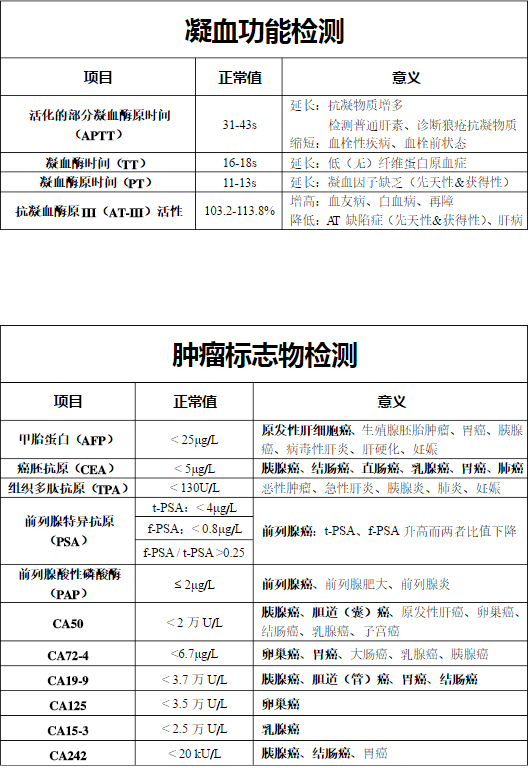 凝血功能检测
项目 正常值 意义
活化的部分凝血酶原时间
（APTT） 31-43s 延长：抗凝物质增多
检测普通肝素、诊断狼疮抗凝物质
缩短：血栓性疾病、血栓前状态
凝血酶时间（TT） 16-18s 延长：低（无）纤维蛋白原血症
凝血酶原时间（PT） 11-13s 延长：凝血因子缺乏（先天性&获得性）
抗凝血酶原III（AT-III）活性 103.2-113.8% 增高：血友病、白血病、再障
降低：AT 缺陷症（先天性&获得性）、肝病
肿瘤标志物检测
项目 正常值 意义
甲胎蛋白（AFP） < 25μg/L 原发性肝细胞癌、生殖腺胚胎肿瘤、胃癌、胰腺
癌、病毒性肝炎、肝硬化、妊娠
癌胚抗原（CEA） < 5μg/L 胰腺癌、结肠癌、直肠癌、乳腺癌、胃癌、肺癌
组织多肽抗原（TPA） < 130U/L 恶性肿瘤、急性肝炎、胰腺炎、肺炎、妊娠
前列腺特异抗原
（PSA） t-PSA：< 4μg/L
f-PSA：< 0.8μg/L
f-PSA / t-PSA >0.25 前列腺癌：t-PSA、f-PSA 升高而两者比值下降
前列腺酸性磷酸酶
（PAP） ≤ 2μg/L 前列腺癌、前列腺肥大、前列腺炎
CA50 < 2 万 U/L 胰腺癌、胆道（囊）癌、原发性肝癌、卵巢癌、
结肠癌、乳腺癌、子宫癌
CA72-4 <6.7μg/L 卵巢癌、胃癌、大肠癌、乳腺癌、胰腺癌
CA19-9 < 3.7 万 U/L 胰腺癌、胆道（管）癌、胃癌、结肠癌
CA125 < 3.5 万 U/L 卵巢癌
CA15-3 < 2.5 万 U/L 乳腺癌
CA242 < 20 kU/L 胰腺癌、结肠癌、胃癌